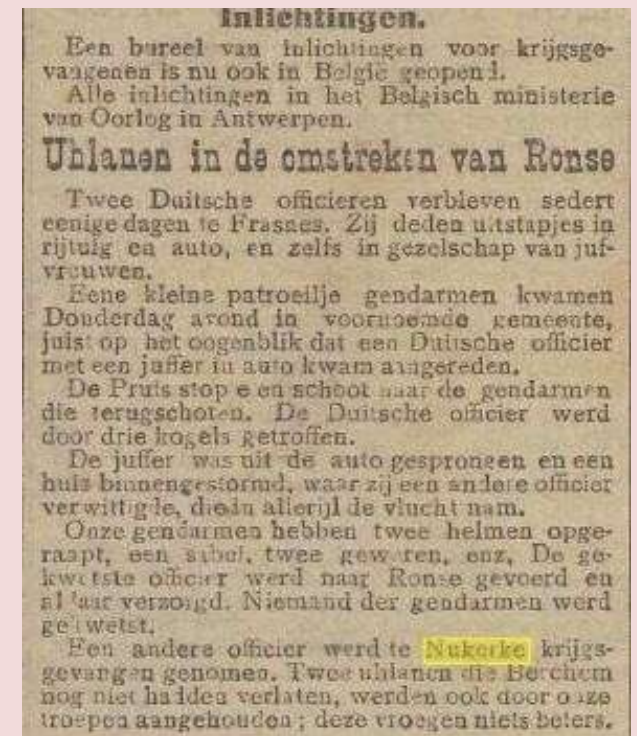 Inlichtingen.
Een bureel van inlichtingen voor krijgsge-
vangenen is nu ook in België geopend.
Alle inlichtingen in het Belgisch ministerie
van Oorlog in Antwerpen.
Uhlanen in de omstreken van Ronse
Twee Duitsche officieren verbleven sedert
eenige dagen te Frasnes. Zij deden uitstapjes in
rijtuig en auto, en zelfs in gezelschap van juf-
vrouwen.
Eene kleine patroelje gendarmen kwamen
Donderdag avond in voornoemde gemeente,
juist op het oogenblik dat een Duitsche officier
met een juffer in auto kwam aangereden.
De Pruis stop e en schoot naar de gendarmen
die terugschoten. De Duitsche officier werd
door drie kogels getroffen.
De juffer was uit de auto gesprongen en een
huis binnengestormd, waar zij een andere officier
verwittigde, die in allerijl de vlucht nam.
Onze gendarmen hebben twee helmen opge-
raapt, een sabel, twee geweren, enz. De ge-
kwetste officier werd naar Ronse gevoerd en
aldaar verzorgd. Niemand der gendarmen werd
gekwetst.
Een andere officier werd te Nukerke krijgs-
gevangen genomen. Twee uhlanen die Berchem
nog niet hadden verlaten, werden ook door onze
troepen aangehouden; deze vroegen niets beters.